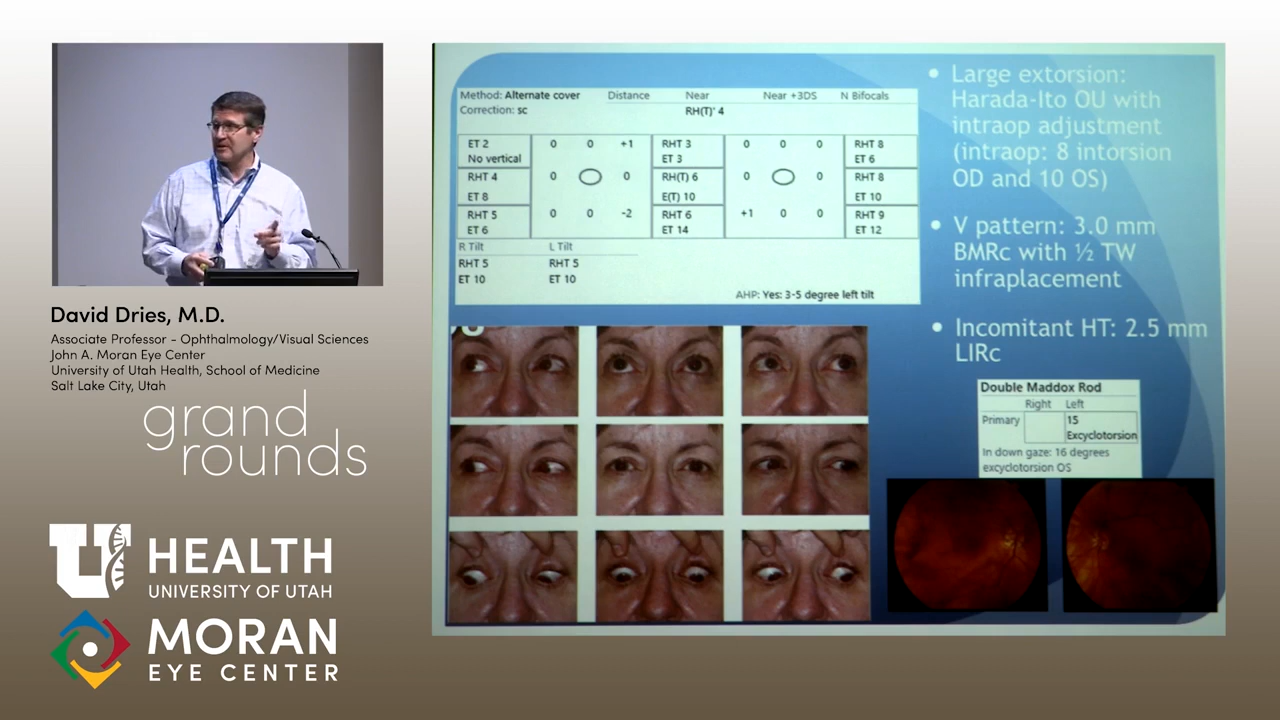 David Dries, M.D.
Associate Professor - Ophthalmology/Visual Sciences
John A. Moran Eye Center
University of Utah Health, School of Medicine
Salt Lake City, Utah
grand
rounds
U HEALTH
UNIVERSITY OF UTAH
MORAN
EYE CENTER
Method: Alternate cover Distance Near Near +3DS N Bifocals
Correction: sc RH(T)' 4
ET 2 0 0 +1 RHT 3 0 0 0 RHT 8
No vertical ET 3 ET 6
RHT 4 0 0 RH(T) 6 0 0 RHT 8
ET 8 E(T) 10 ET 10
RHT 5 0 0 -2 RHT 6 +1 0 0 RHT 9
ET 6 ET 14 ET 12
R Tilt L Tilt
RHT 5 RHT 5
ET 10 ET 10
AHP: Yes: 3-5 degree left tilt
• Large extorsion:
Harada-Ito OU with
intraop adjustment
(intraop: 8 intorsion
OD and 10 OS)
• V pattern: 3.0 mm
BMRc with ½ TW
infraplacement
• Incomitant HT: 2.5 mm
LIRc
Double Maddox Rod
Right Left
Primary 15
Excyclotorsion
In down gaze: 16 degrees
excyclotorsion OS